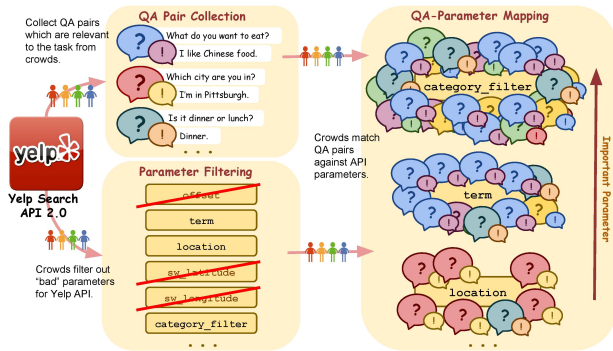 Collect QA pairs
which are relevant
to the task from
crowds.
QA Pair Collection
What do you want to eat?
I like Chinese food.
Which city are you in?
I'm in Pittsburgh.
Is it dinner or lunch?
Dinner.
. . .
yelp
Yelp Search
API 2.0
Crowds filter out
“bad” parameters
for Yelp API.
Parameter Filtering
offset
term
location
sw_latitude
sw_longitude
category_filter
. . .
Crowds match
QA pairs
against API
parameters.
QA-Parameter Mapping
category_filter
term
location
. . .
Important Parameter